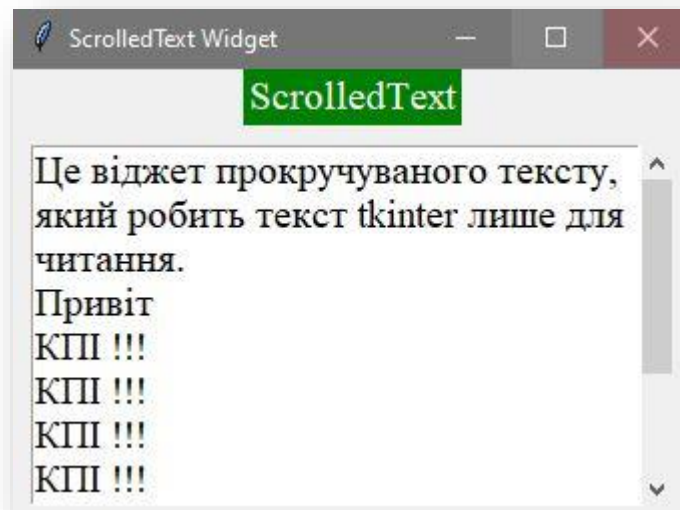 ScrolledText Widget
ScrolledText
Це віджет прокручуваного тексту,
який робить текст tkinter лише для
читання.
Привіт
КПІ !!!
КПІ !!!
КПІ !!!
КПІ !!!